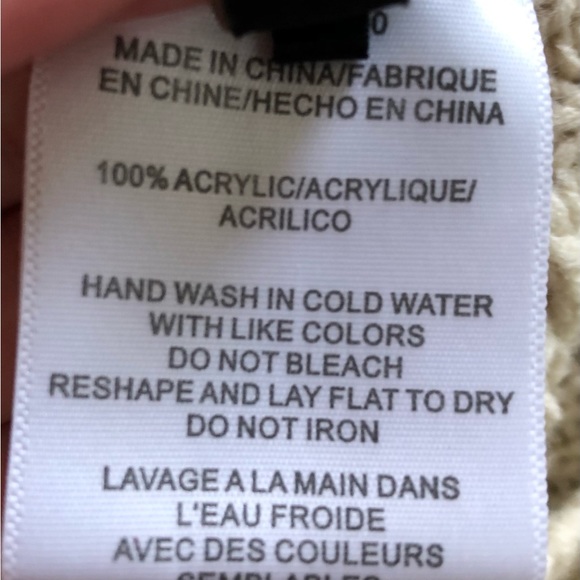 0
MADE IN CHINA/FABRIQUE
EN CHINE/HECHO EN CHINA
100% ACRYLIC/ACRYLIQUE/
ACRILICO
HAND WASH IN COLD WATER
WITH LIKE COLORS
DO NOT BLEACH
RESHAPE AND LAY FLAT TO DRY
DO NOT IRON
LAVAGE A LA MAIN DANS
L'EAU FROIDE
AVEC DES COULEURS
SEMBLABLES